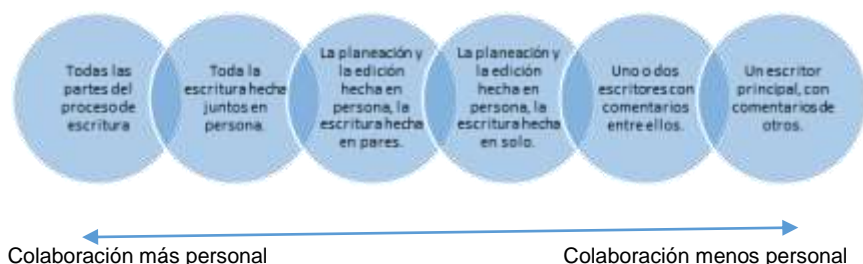 Todas las
partes del
proceso de
escritura
Toda la
escritura hecha
juntos en
persona.
La planeación y
la edición
hecha en
persona, la
escritura hecha
en pares.
La planeación y
la edición
hecha en
persona, la
escritura hecha
en solo.
Uno o dos
escritores con
comentarios
entre ellos.
Un escritor
principal, con
comentarios de
otros.
Colaboración más personal
Colaboración menos personal